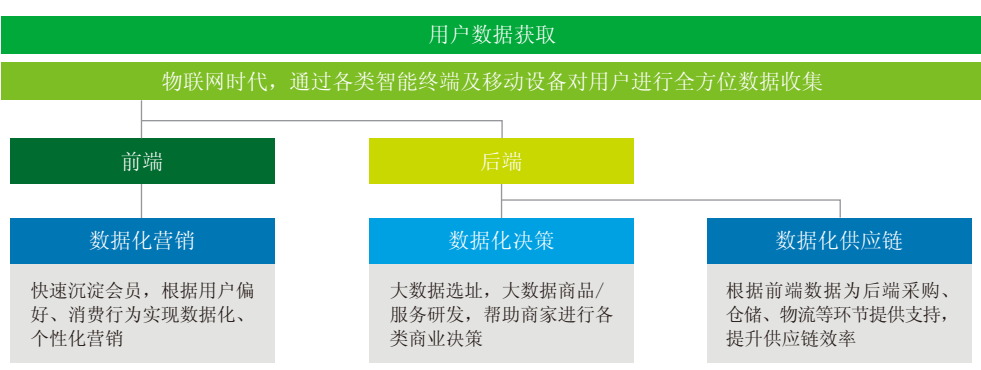 用户数据获取
物联网时代，通过各类智能终端及移动设备对用户进行全方位数据收集
前端
后端
数据化营销
数据化决策
数据化供应链
快速沉淀会员，根据用户偏
好、消费行为实现数据化、
个性化营销
大数据选址，大数据商品/
服务研发，帮助商家进行各
类商业决策
根据前端数据为后端采购、
仓储、物流等环节提供支持，
提升供应链效率